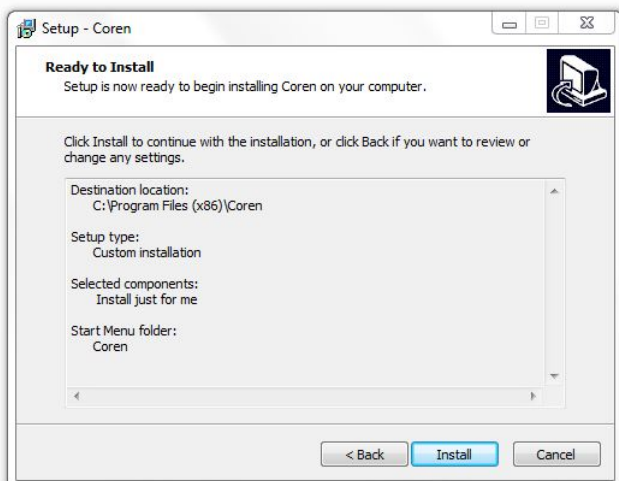 Setup - Coren
Ready to Install
Setup is now ready to begin installing Coren on your computer.
Click Install to continue with the installation, or click Back if you want to review or
change any settings.
Destination location:
C:\Program Files (x86)\Coren
Setup type:
Custom installation
Selected components:
Install just for me
Start Menu folder:
Coren
< Back
Install
Cancel